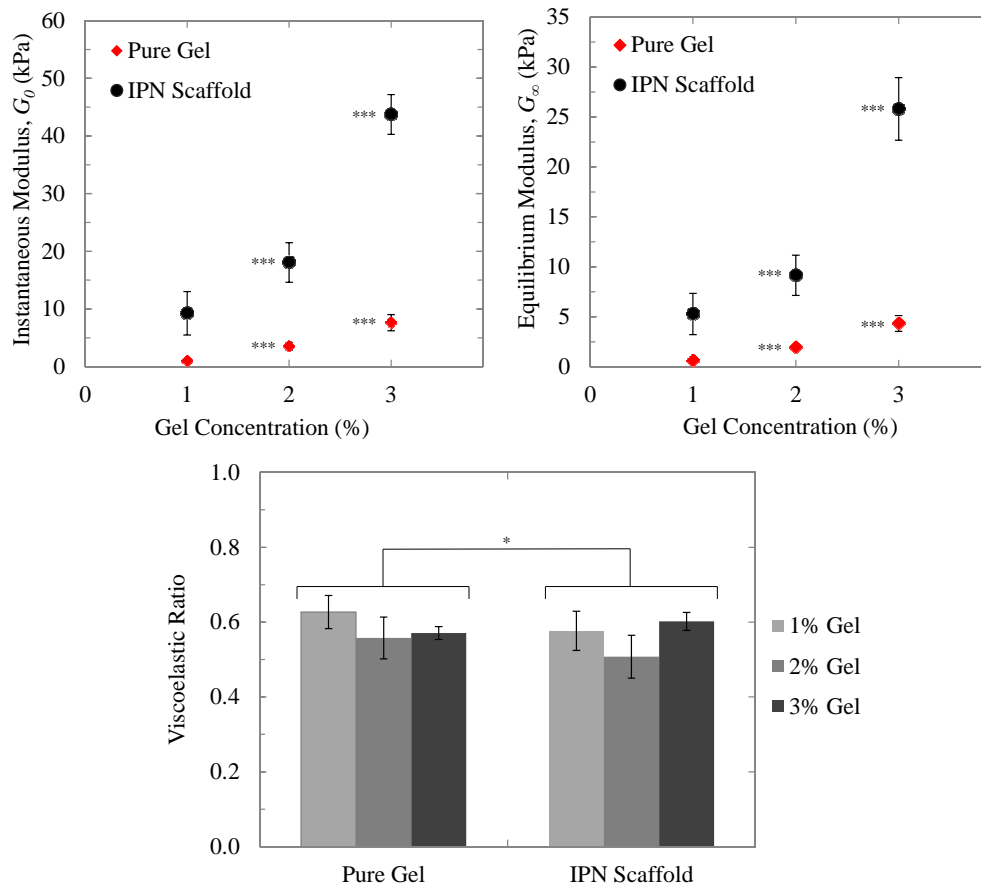 Instantaneous Modulus, G0 (kPa)
60
50
40
30
20
10
0
Pure Gel
IPN Scaffold
***
***
***
***
0
1
2
3
Gel Concentration (%)
Equilibrium Modulus, G∞ (kPa)
35
30
25
20
15
10
5
0
Pure Gel
IPN Scaffold
***
***
***
***
0
1
2
3
Gel Concentration (%)
Viscoelastic Ratio
1.0
0.8
0.6
0.4
0.2
0.0
*
Pure Gel
IPN Scaffold
1% Gel
2% Gel
3% Gel